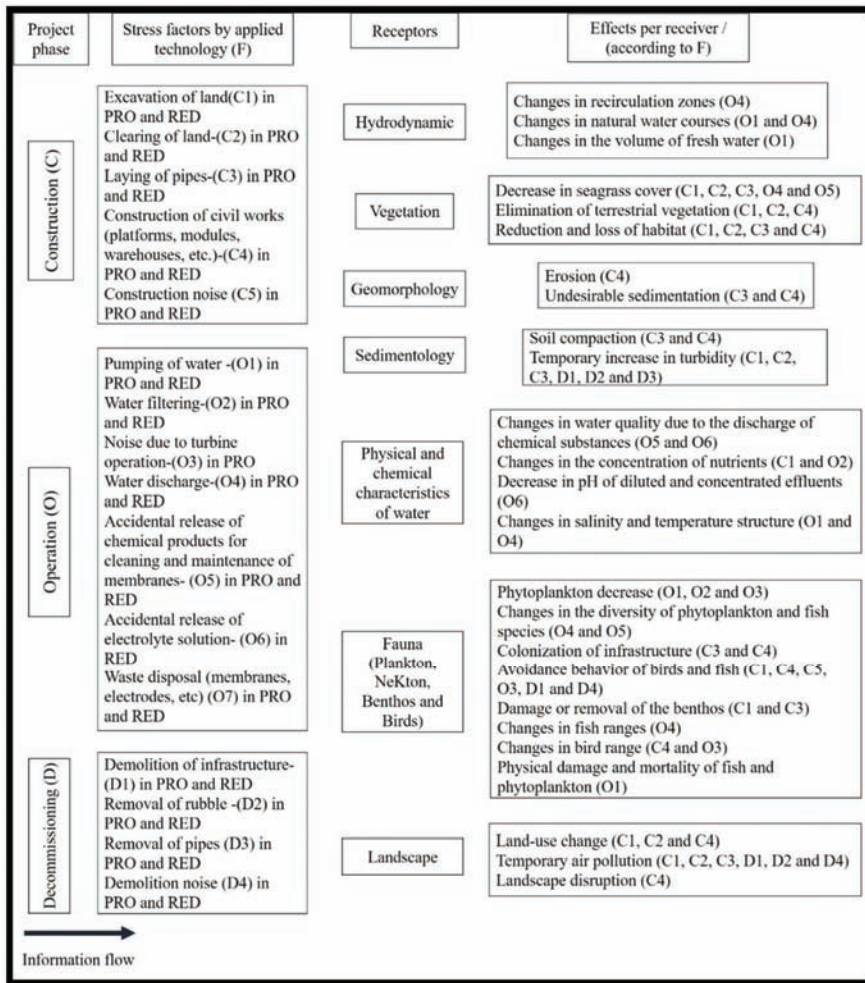 Project
phase
Stress factors by applied
technology (F)
Receptors
Effects per receiver /
(according to F)
Construction (C)
Excavation of land(C1) in
PRO and RED
Clearing of land-(C2) in PRO
and RED
Laying of pipes-(C3) in PRO
and RED
Construction of civil works
(platforms, modules,
warehouses, etc.)-(C4) in
PRO and RED
Construction noise (C5) in
PRO and RED
Hydrodynamic
Changes in recirculation zones (O4)
Changes in natural water courses (O1 and O4)
Changes in the volume of fresh water (O1)
Vegetation
Decrease in seagrass cover (C1, C2, C3, O4 and O5)
Elimination of terrestrial vegetation (C1, C2, C4)
Reduction and loss of habitat (C1, C2, C3 and C4)
Geomorphology
Erosion (C4)
Undesirable sedimentation (C3 and C4)
Sedimentology
Soil compaction (C3 and C4)
Temporary increase in turbidity (C1, C2,
C3, D1, D2 and D3)
Operation (O)
Pumping of water -(O1) in
PRO and RED
Water filtering-(O2) in PRO
and RED
Noise due to turbine
operation-(O3) in PRO
Water discharge-(O4) in PRO
and RED
Accidental release of
chemical products for
cleaning and maintenance of
membranes- (O5) in PRO and
RED
Accidental release of
electrolyte solution- (O6) in
RED
Waste disposal (membranes,
electrodes, etc) (O7) in PRO
and RED
Physical and
chemical
characteristics
of water
Changes in water quality due to the discharge of
chemical substances (O5 and O6)
Changes in the concentration of nutrients (C1 and O2)
Decrease in pH of diluted and concentrated effluents
(O6)
Changes in salinity and temperature structure (O1 and
O4)
Fauna
(Plankton,
NeKton,
Benthos and
Birds)
Phytoplankton decrease (O1, O2 and O3)
Changes in the diversity of phytoplankton and fish
species (O4 and O5)
Colonization of infrastructure (C3 and C4)
Avoidance behavior of birds and fish (C1, C4, C5,
O3, D1 and D4)
Damage or removal of the benthos (C1 and C3)
Changes in fish ranges (O4)
Changes in bird range (C4 and O3)
Physical damage and mortality of fish and
phytoplankton (O1)
Decommissioning (D)
Demolition of infrastructure-
(D1) in PRO and RED
Removal of rubble -(D2) in
PRO and RED
Removal of pipes (D3) in
PRO and RED
Demolition noise (D4) in
PRO and RED
Landscape
Land-use change (C1, C2 and C4)
Temporary air pollution (C1, C2, C3, D1, D2 and D4)
Landscape disruption (C4)
Information flow